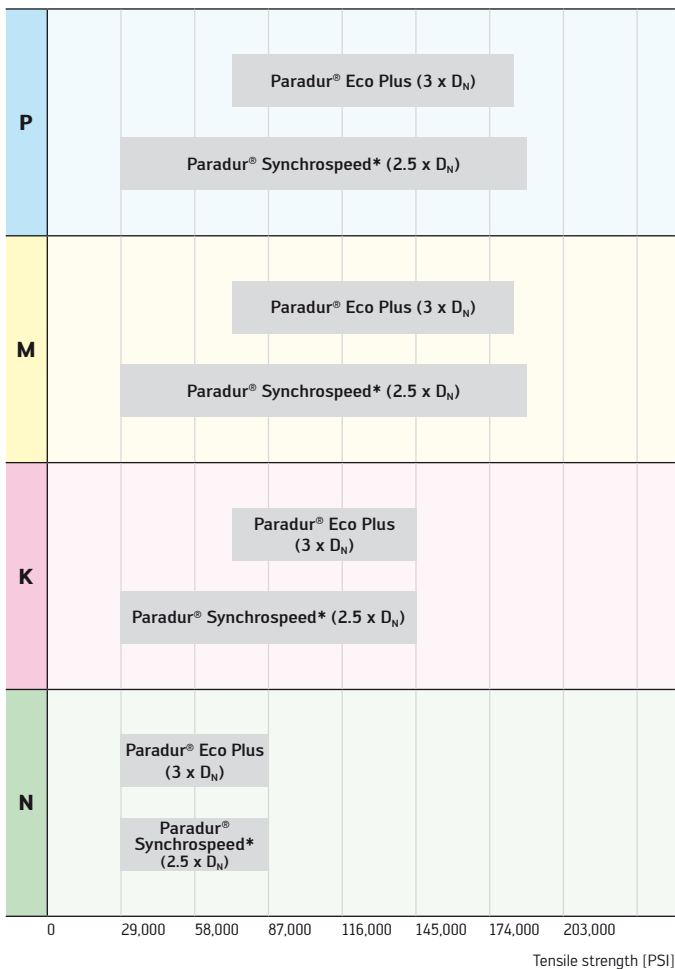 P
Paradur® Eco Plus (3 x DN)
Paradur® Synchrospeed* (2.5 x DN)
M
Paradur® Eco Plus (3 x DN)
Paradur® Synchrospeed* (2.5 x DN)
K
Paradur® Eco Plus
(3 x DN)
Paradur® Synchrospeed* (2.5 x DN)
N
Paradur® Eco Plus
(3 x DN)
Paradur®
Synchrospeed*
(2.5 x DN)
0 29,000 58,000 87,000 116,000 145,000 174,000 203,000
Tensile strength [PSI]